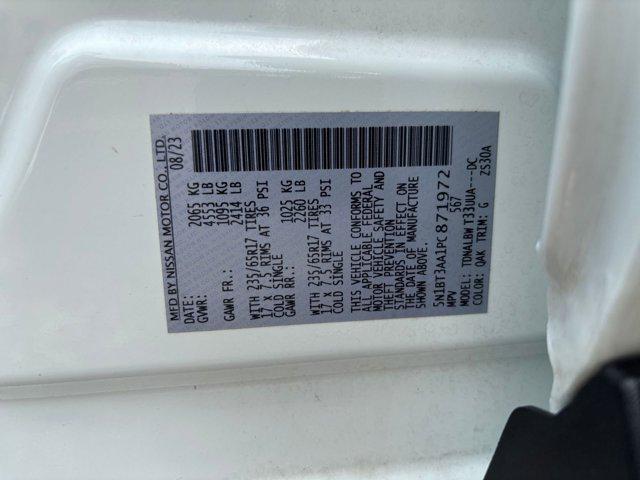 MFD BY NISSAN MOTOR CO., LTD.
DATE: 08/23
GVWR: 2065 KG
4553 LB
GAWR FR.: 1095 KG
2414 LB
WITH 235/65R17 TIRES
17 X 7.5 RIMS AT 36 PSI
COLD SINGLE
GAWR RR.: 1025 KG
2260 LB
WITH 235/65R17 TIRES
17 X 7.5 RIMS AT 33 PSI
COLD SINGLE
THIS VEHICLE CONFORMS TO
ALL APPLICABLE FEDERAL
MOTOR VEHICLE SAFETY AND
THEFT PREVENTION
STANDARDS IN EFFECT ON
THE DATE OF MANUFACTURE
SHOWN ABOVE.
5N1BT3AA1PC871972
MPV 567
MODEL: TDNALBW T33UUA---DC
COLOR: QAK TRIM: G ZS30A